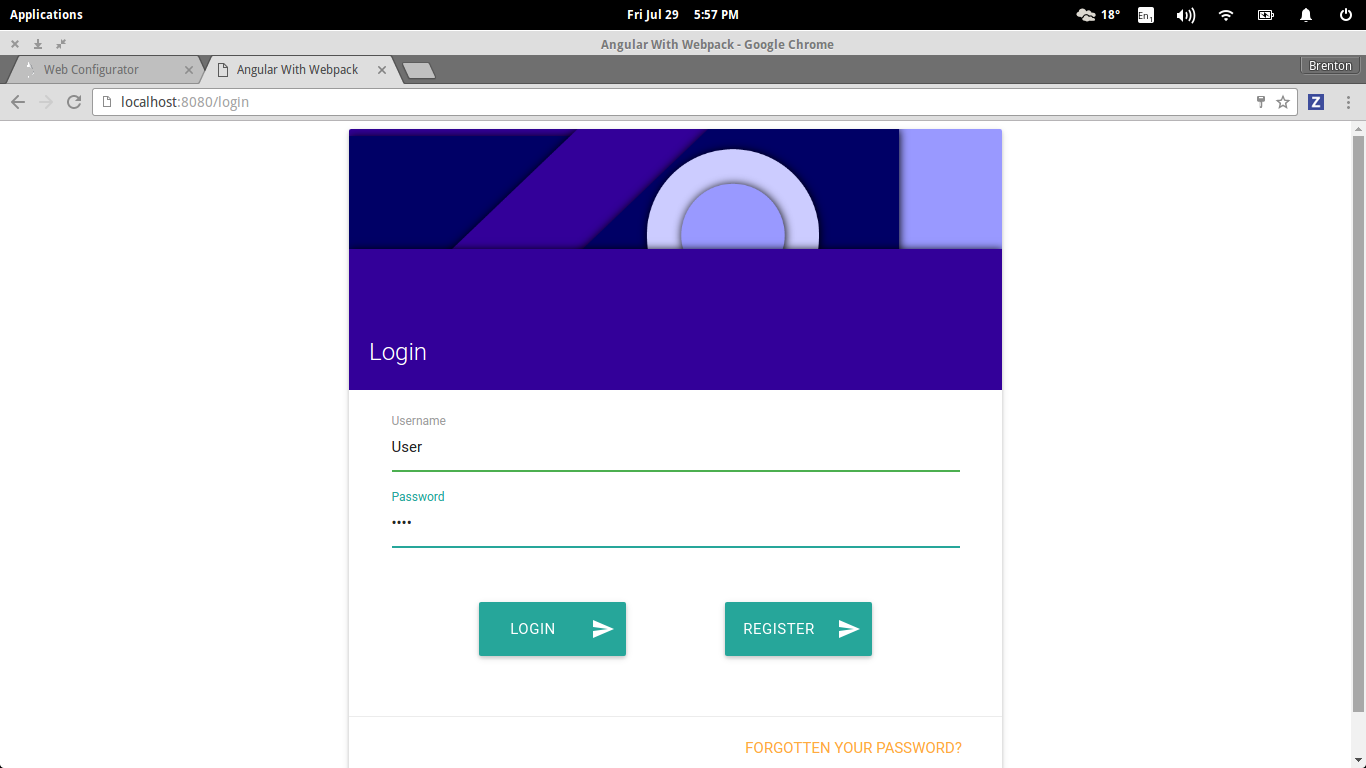 Applications Fri Jul 29 5:57 PM 18° En1
Angular With Webpack - Google Chrome
Web Configurator Angular With Webpack Brenton
localhost:8080/login Z
Login
Username
User
Password
••••
LOGIN REGISTER
FORGOTTEN YOUR PASSWORD?